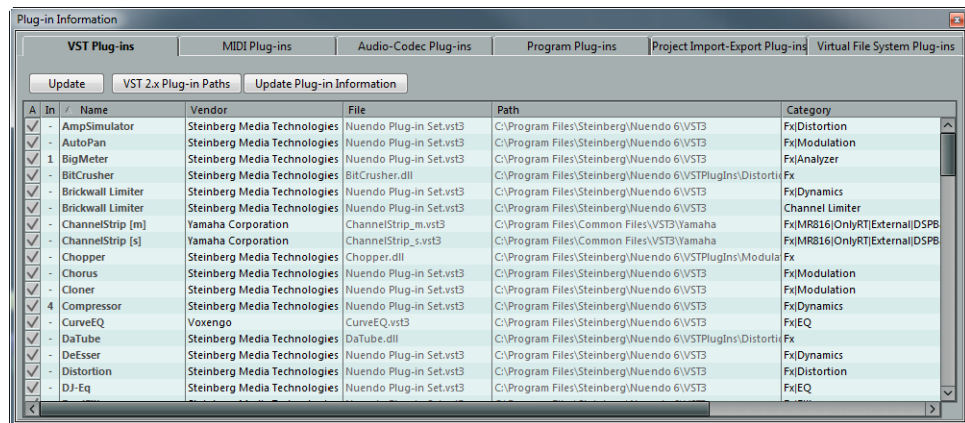 Plug-in Information
VST Plug-ins MIDI Plug-ins Audio-Codec Plug-ins Program Plug-ins Project Import-Export Plug-ins Virtual File System Plug-ins
Update VST 2.x Plug-in Paths Update Plug-in Information
A In Name Vendor File Path Category
- AmpSimulator Steinberg Media Technologies Nuendo Plug-in Set.vst3 C:\Program Files\Steinberg\Nuendo 6\VST3 Fx|Distortion
- AutoPan Steinberg Media Technologies Nuendo Plug-in Set.vst3 C:\Program Files\Steinberg\Nuendo 6\VST3 Fx|Modulation
1 BigMeter Steinberg Media Technologies Nuendo Plug-in Set.vst3 C:\Program Files\Steinberg\Nuendo 6\VST3 Fx|Analyzer
- BitCrusher Steinberg Media Technologies BitCrusher.dll C:\Program Files\Steinberg\Nuendo 6\VSTPlugIns\Distortic Fx
- Brickwall Limiter Steinberg Media Technologies Nuendo Plug-in Set.vst3 C:\Program Files\Steinberg\Nuendo 6\VST3 Fx|Dynamics
- Brickwall Limiter Steinberg Media Technologies Nuendo Plug-in Set.vst3 C:\Program Files\Steinberg\Nuendo 6\VST3 Channel Limiter
- ChannelStrip [m] Yamaha Corporation ChannelStrip_m.vst3 C:\Program Files\Common Files\VST3\Yamaha Fx|MR816|OnlyRT|External|DSPB
- ChannelStrip [s] Yamaha Corporation ChannelStrip_s.vst3 C:\Program Files\Common Files\VST3\Yamaha Fx|MR816|OnlyRT|External|DSPB
- Chopper Steinberg Media Technologies Chopper.dll C:\Program Files\Steinberg\Nuendo 6\VSTPlugIns\Modula Fx
- Chorus Steinberg Media Technologies Nuendo Plug-in Set.vst3 C:\Program Files\Steinberg\Nuendo 6\VST3 Fx|Modulation
- Cloner Steinberg Media Technologies Nuendo Plug-in Set.vst3 C:\Program Files\Steinberg\Nuendo 6\VST3 Fx|Modulation
4 Compressor Steinberg Media Technologies Nuendo Plug-in Set.vst3 C:\Program Files\Steinberg\Nuendo 6\VST3 Fx|Dynamics
- CurveEQ Voxengo CurveEQ.vst3 C:\Program Files\Steinberg\Nuendo 6\VST3 Fx|EQ
- DaTube Steinberg Media Technologies DaTube.dll C:\Program Files\Steinberg\Nuendo 6\VSTPlugIns\Distortic Fx
- DeEsser Steinberg Media Technologies Nuendo Plug-in Set.vst3 C:\Program Files\Steinberg\Nuendo 6\VST3 Fx|Dynamics
- Distortion Steinberg Media Technologies Nuendo Plug-in Set.vst3 C:\Program Files\Steinberg\Nuendo 6\VST3 Fx|Distortion
- DJ-Eq Steinberg Media Technologies Nuendo Plug-in Set.vst3 C:\Program Files\Steinberg\Nuendo 6\VST3 Fx|EQ